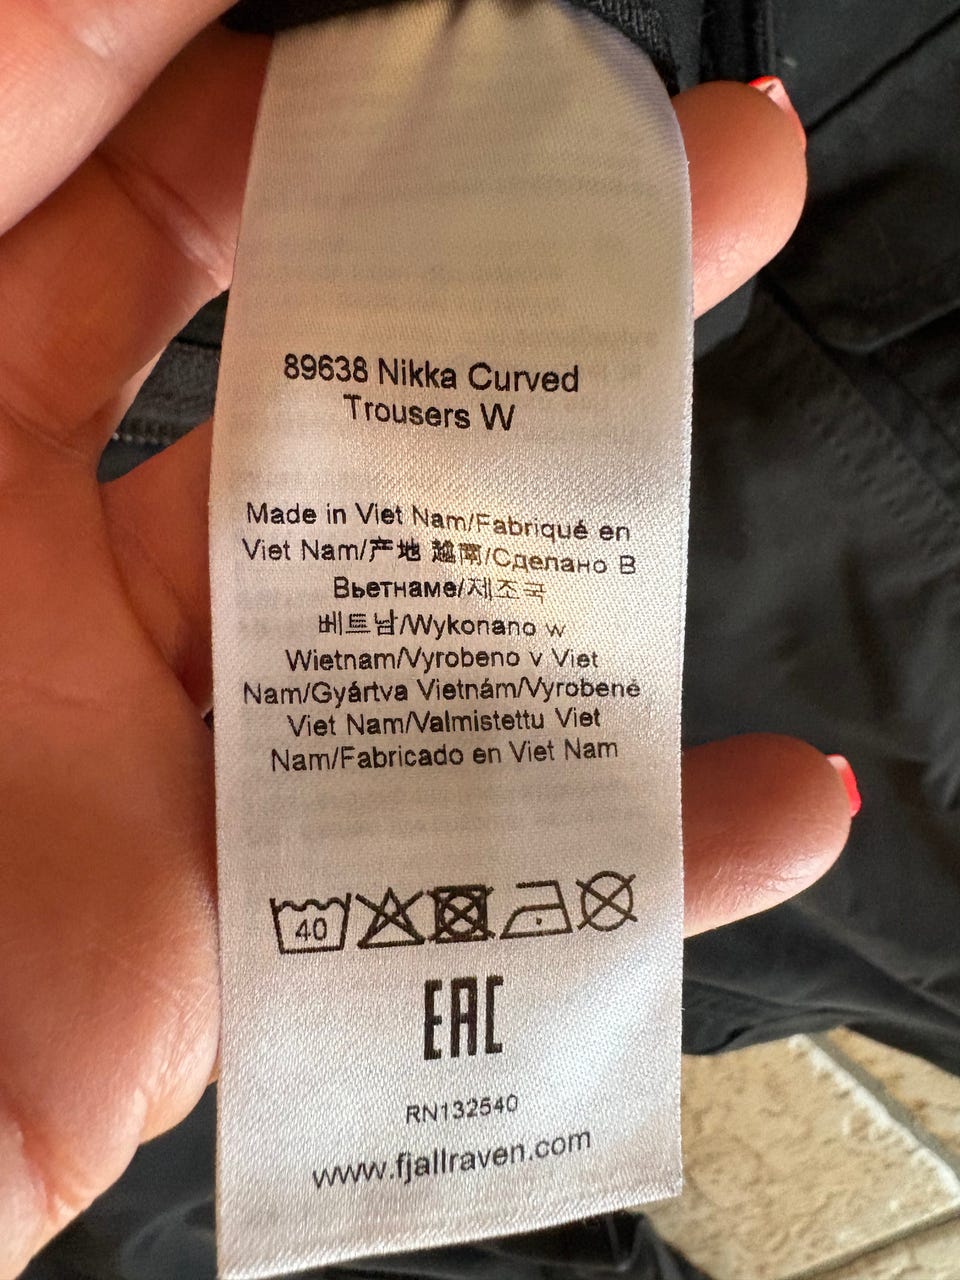 89638 Nikka Curved
Trousers W
Made in Viet Nam/Fabriqué en
Viet Nam/产地 越南/Сделано В
Вьетнаме/제조국
베트남/Wykonano w
Wietnam/Vyrobeno v Viet
Nam/Gyártva Vietnám/Vyrobené
Viet Nam/Valmistettu Viet
Nam/Fabricado en Viet Nam
40
EAC
RN132540
www.fjallraven.com